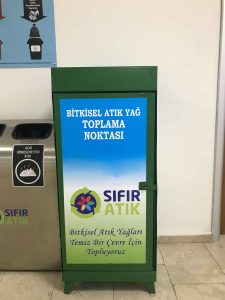 BİTKİSEL ATIK YAĞ
TOPLAMA
NOKTASI
SIFIR
ATIK
Bitkisel Atık Yağları
Temiz Bir Çevre İçin
Topluyoruz
SIFIR
ATIK